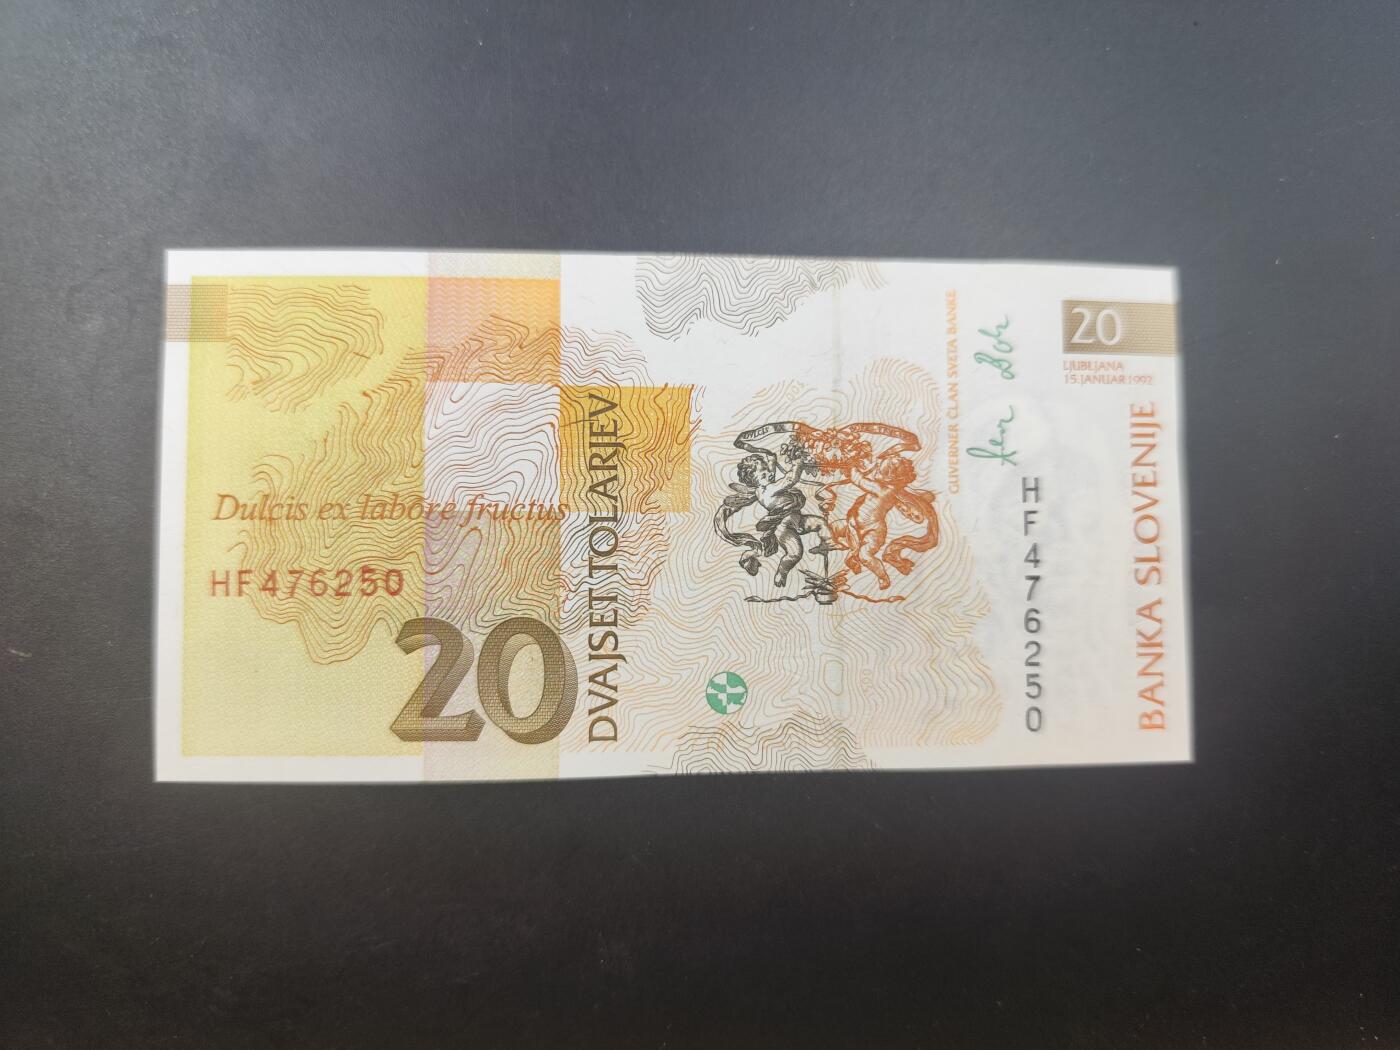 Dulcis ex labore fructus
HF476250
20
DVAJSET TOLARJEV
GUVERNER ČLAN SVETA BANKE
HF476250
20
LJUBLJANA
15.JANUAR 1992
BANKA SLOVENIJE